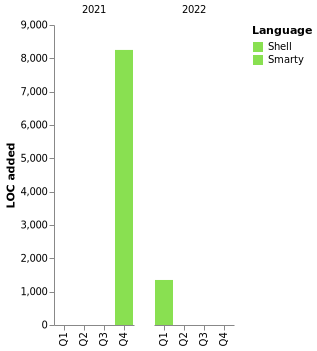 2021 2022
Language
Shell
Smarty
9,000
8,000
7,000
6,000
5,000
4,000
3,000
2,000
1,000
0
LOC added
Q1 Q2 Q3 Q4 Q1 Q2 Q3 Q4